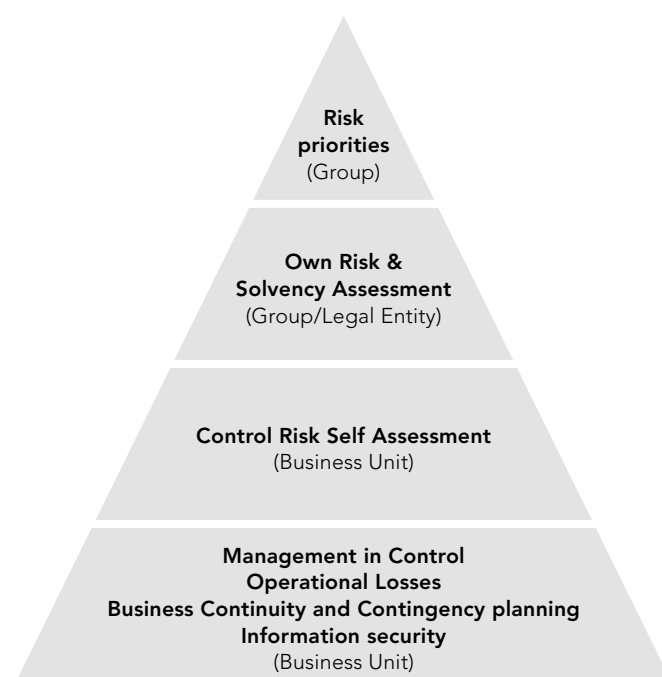 Risk
priorities
(Group)
Own Risk &
Solvency Assessment
(Group/Legal Entity)
Control Risk Self Assessment
(Business Unit)
Management in Control
Operational Losses
Business Continuity and Contingency planning
Information security
(Business Unit)